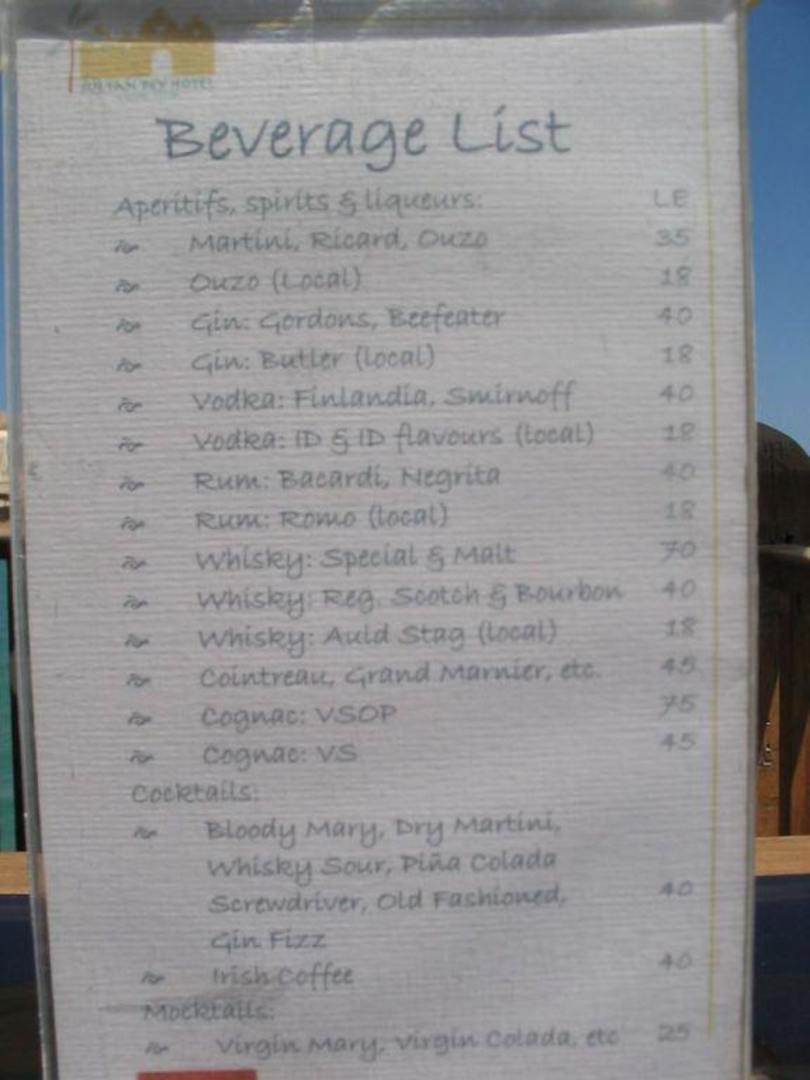 HOTEL
Beverage List
Aperitifs, spirits & liqueurs: LE
Martini, Ricard, Ouzo 35
Ouzo (Local) 18
Gin: Gordons, Beefeater 40
Gin: Butler (local) 18
Vodka: Finlandia, Smirnoff 40
Vodka: ID & ID flavours (local) 18
Rum: Bacardi, Negrita 40
Rum: Romo (local) 18
Whisky: Special & Malt 70
Whisky: Reg. Scotch & Bourbon 40
Whisky: Auld Stag (local) 18
Cointreau, Grand Marnier, etc. 45
Cognac: VSOP 75
Cognac: VS 45
Cocktails:
Bloody Mary, Dry Martini,
Whisky Sour, Piña Colada
Screwdriver, Old Fashioned, 40
Gin Fizz
Irish Coffee 40
Mocktails:
Virgin Mary, Virgin Colada, etc 25